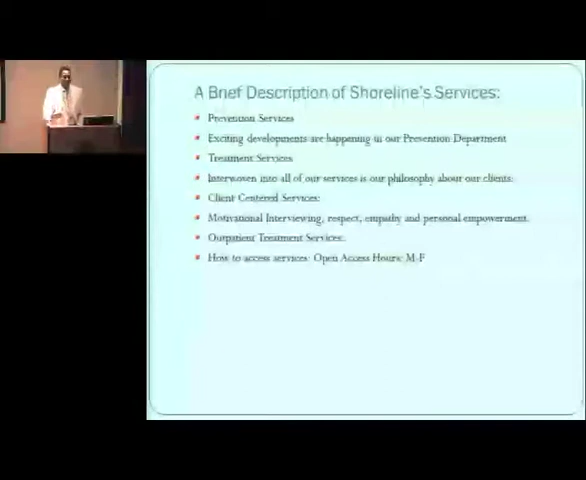 A Brief Description of Shoreline's Services:
Prevention Services
Exciting developments are happening in our Prevention Department
Treatment Services
Interwoven into all of our services is our philosophy about our clients:
Client Centered Services:
Motivational Interviewing, respect, empathy and personal empowerment.
Outpatient Treatment Services:
How to access services: Open Access Hours: M-F